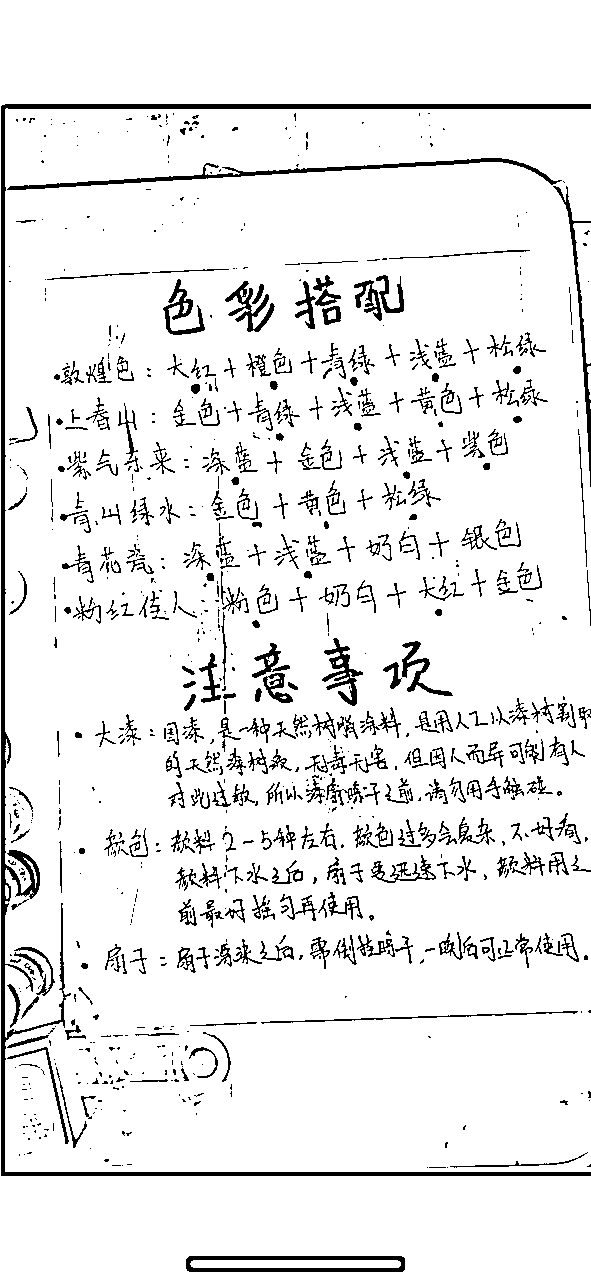 色彩搭配
·敦煌色：大红+橙色+青绿+浅蓝+松绿
·上春山：金色+青绿+浅蓝+黄色+松绿
·紫气东来：深蓝+金色+浅蓝+紫色
·青山绿水：金色+黄色+松绿
·青花瓷：深蓝+浅蓝+奶白+银色
·粉红佳人：粉色+奶白+大红+金色
注意事项
·大漆：国漆，是一种天然树脂涂料，是用人工从漆树割取
的天然漆树液，无毒无害，但因人而异可能有人
对此过敏，所以漆扇晾干之前，请勿用手触碰。
·颜色：颜料2-5种左右，颜色过多会复杂，不好看，
颜料下水之后，扇子要迅速下水，颜料用之
前最好摇匀再使用。
·扇子：扇子漂染之后，需倒挂晾干，一晚后可正常使用。